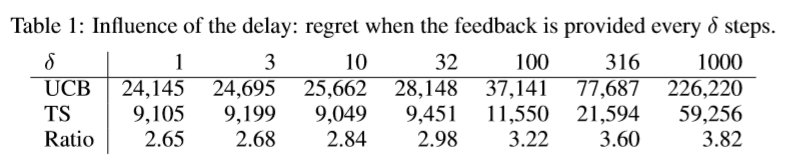 Table 1: Influence of the delay: regret when the feedback is provided every δ steps.
δ 1 3 10 32 100 316 1000
UCB 24,145 24,695 25,662 28,148 37,141 77,687 226,220
TS 9,105 9,199 9,049 9,451 11,550 21,594 59,256
Ratio 2.65 2.68 2.84 2.98 3.22 3.60 3.82